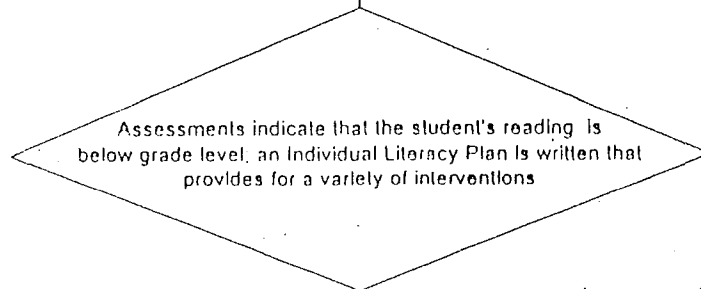 Assessments indicate that the student's reading is
below grade level, an Individual Literacy Plan is written that
provides for a variety of interventions